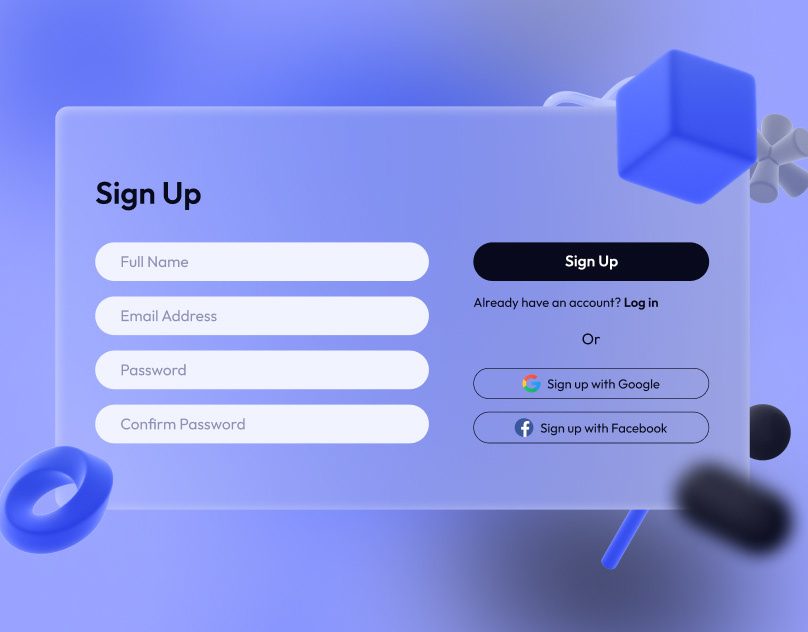 Sign Up
Full Name
Email Address
Password
Confirm Password
Sign Up
Already have an account? Log in
Or
Sign up with Google
Sign up with Facebook